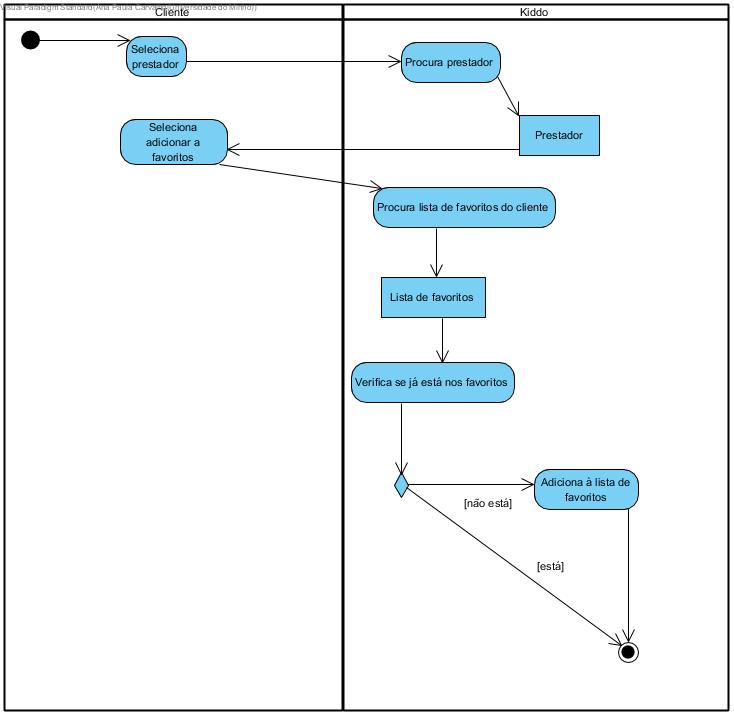 Visual Paradigm Standard(Ana Paula Carvalho(Universidade do Minho))
Cliente
Kiddo
Seleciona
prestador
Procura prestador
Prestador
Seleciona
adicionar a
favoritos
Procura lista de favoritos do cliente
Lista de favoritos
Verifica se já está nos favoritos
Adiciona à lista de
favoritos
[não está]
[está]